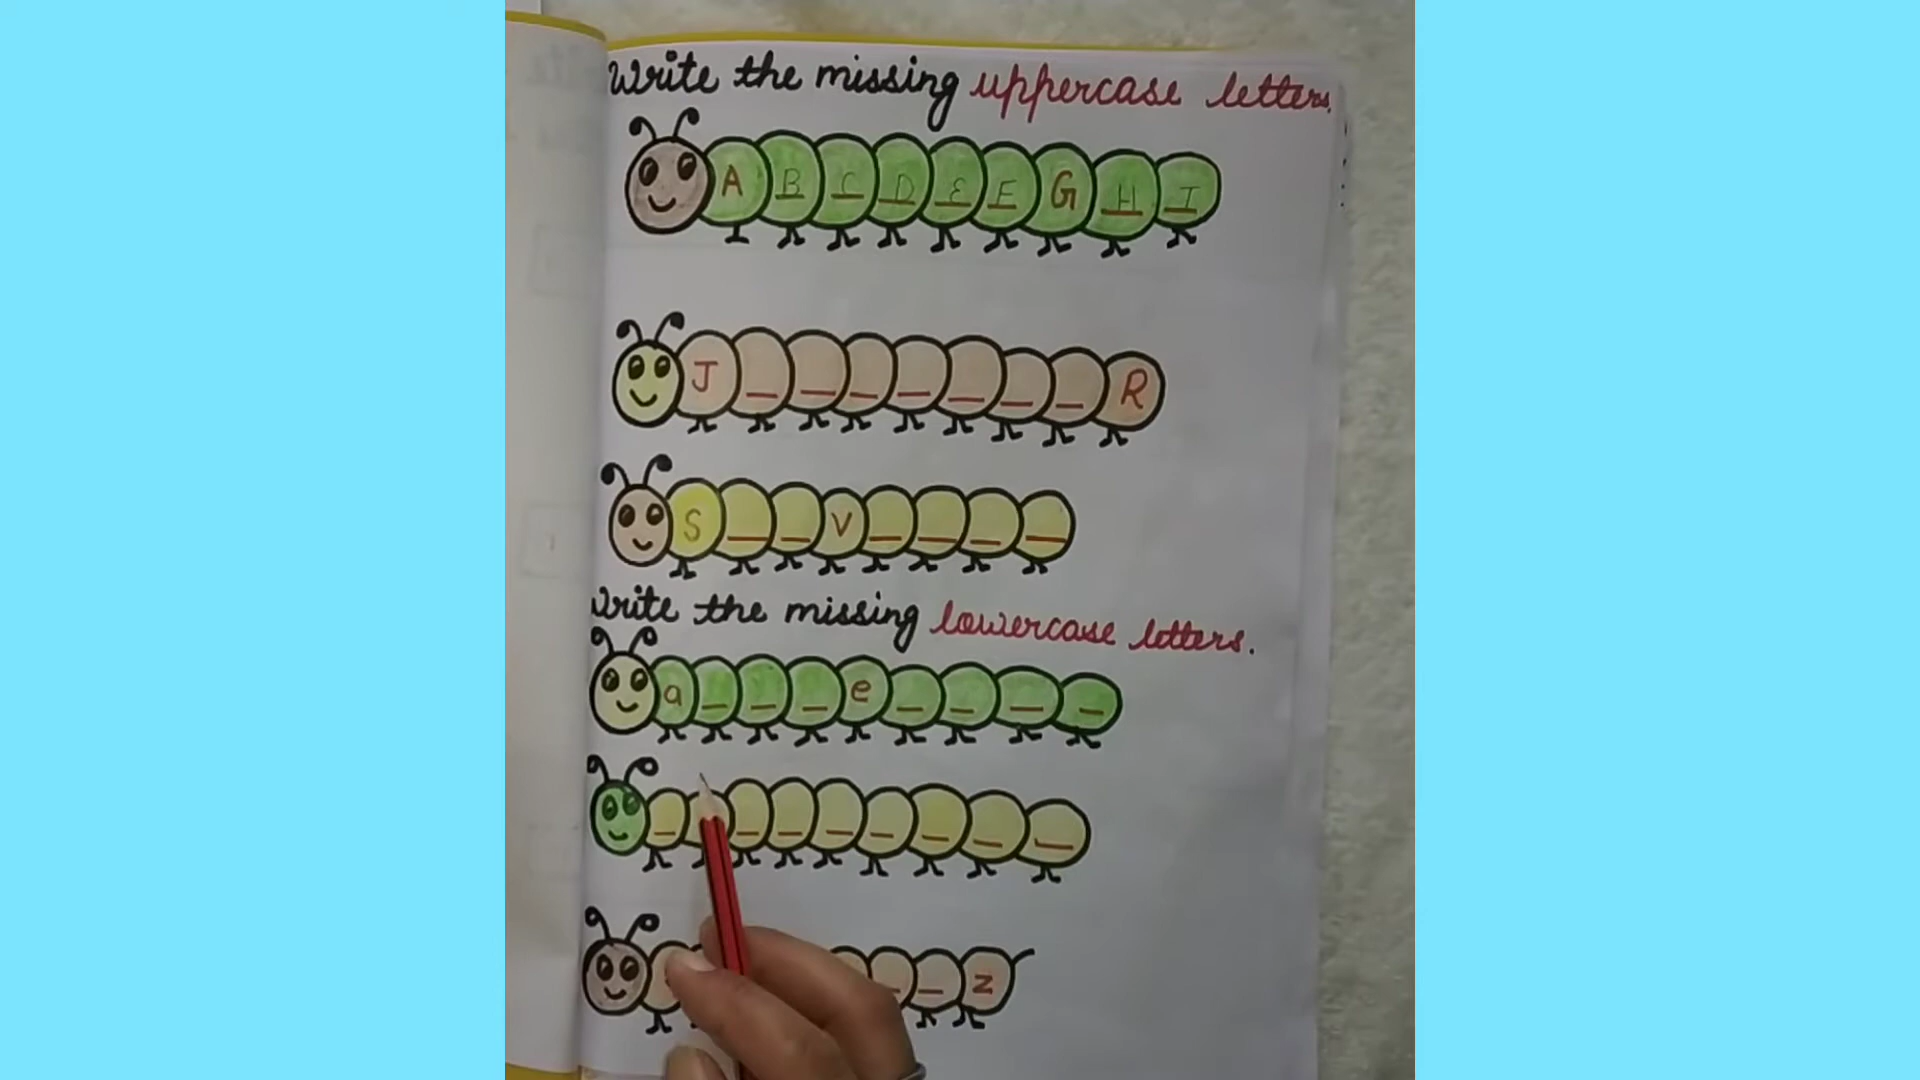 Write the missing uppercase letters.
A B C D E F G H I
J _ _ _ _ _ _ _ R
S _ _ V _ _ _ _
Write the missing lowercase letters.
a _ _ _ e _ _ _ _
z